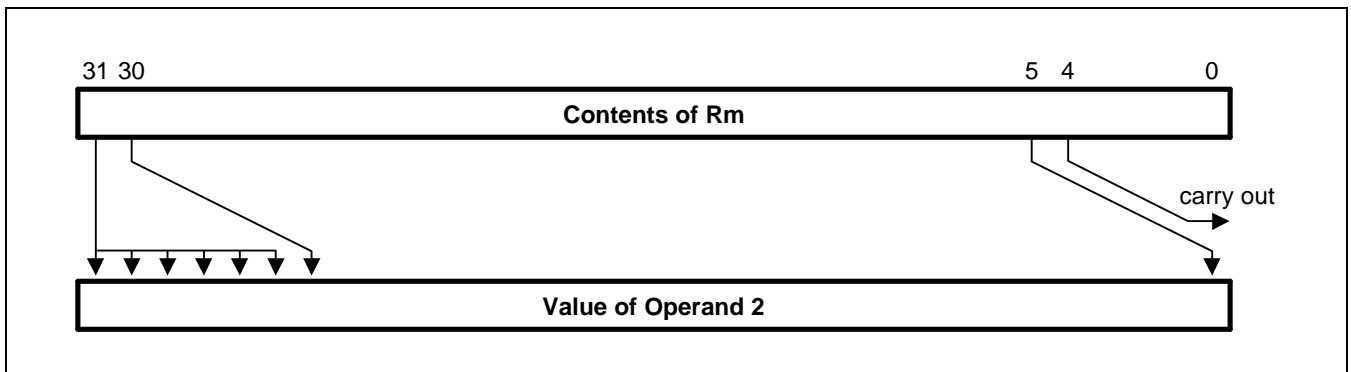 31 30 5 4 0
Contents of Rm
carry out
Value of Operand 2